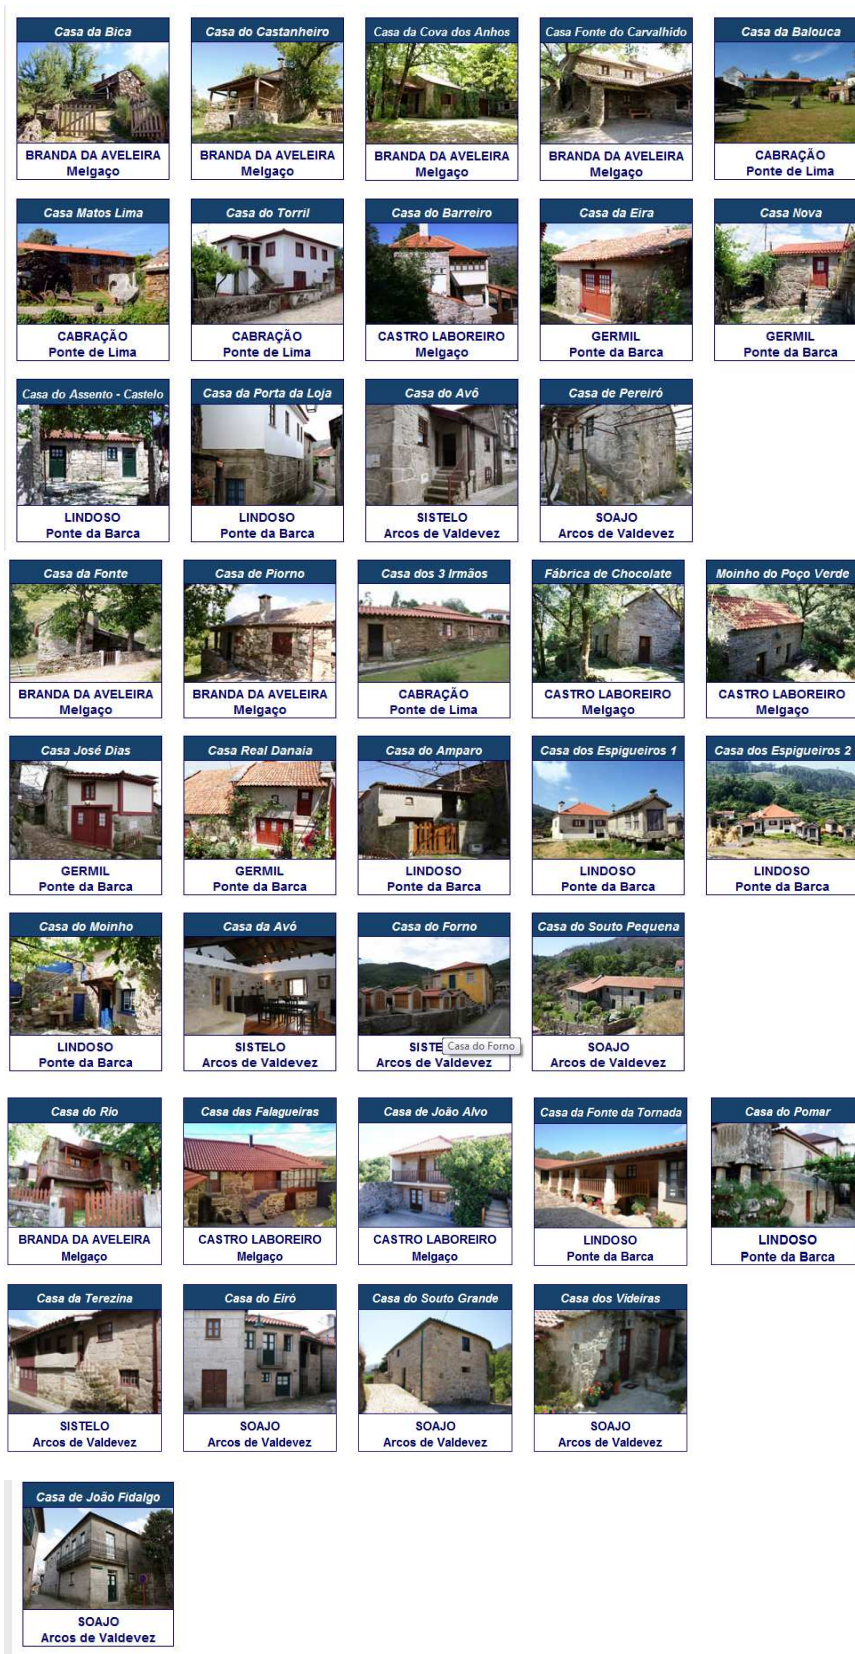 Casa da Bica
BRANDA DA AVELEIRA
Melgaço
Casa do Castanheiro
BRANDA DA AVELEIRA
Melgaço
Casa da Cova dos Anhos
BRANDA DA AVELEIRA
Melgaço
Casa Fonte do Carvalhido
BRANDA DA AVELEIRA
Melgaço
Casa da Balouca
CABRAÇÃO
Ponte de Lima
Casa Matos Lima
CABRAÇÃO
Ponte de Lima
Casa do Torril
CABRAÇÃO
Ponte de Lima
Casa do Barreiro
CASTRO LABOREIRO
Melgaço
Casa da Eira
GERMIL
Ponte da Barca
Casa Nova
GERMIL
Ponte da Barca
Casa do Assento - Castelo
LINDOSO
Ponte da Barca
Casa da Porta da Loja
LINDOSO
Ponte da Barca
Casa do Avô
SISTELO
Arcos de Valdevez
Casa de Pereiró
SOAJO
Arcos de Valdevez
Casa da Fonte
BRANDA DA AVELEIRA
Melgaço
Casa de Piorno
BRANDA DA AVELEIRA
Melgaço
Casa dos 3 Irmãos
CABRAÇÃO
Ponte de Lima
Fábrica de Chocolate
CASTRO LABOREIRO
Melgaço
Moinho do Poço Verde
CASTRO LABOREIRO
Melgaço
Casa José Dias
GERMIL
Ponte da Barca
Casa Real Danaia
GERMIL
Ponte da Barca
Casa do Amparo
LINDOSO
Ponte da Barca
Casa dos Espigueiros 1
LINDOSO
Ponte da Barca
Casa dos Espigueiros 2
LINDOSO
Ponte da Barca
Casa do Moinho
LINDOSO
Ponte da Barca
Casa da Avó
SISTELO
Arcos de Valdevez
Casa do Forno
SISTE
Casa do Forno
Arcos de Valdevez
Casa do Souto Pequena
SOAJO
Arcos de Valdevez
Casa do Rio
BRANDA DA AVELEIRA
Melgaço
Casa das Falagueiras
CASTRO LABOREIRO
Melgaço
Casa de João Alvo
CASTRO LABOREIRO
Melgaço
Casa da Fonte da Tornada
LINDOSO
Ponte da Barca
Casa do Pomar
LINDOSO
Ponte da Barca
Casa da Terezina
SISTELO
Arcos de Valdevez
Casa do Eiró
SOAJO
Arcos de Valdevez
Casa do Souto Grande
SOAJO
Arcos de Valdevez
Casa dos Videiras
SOAJO
Arcos de Valdevez
Casa de João Fidalgo
SOAJO
Arcos de Valdevez